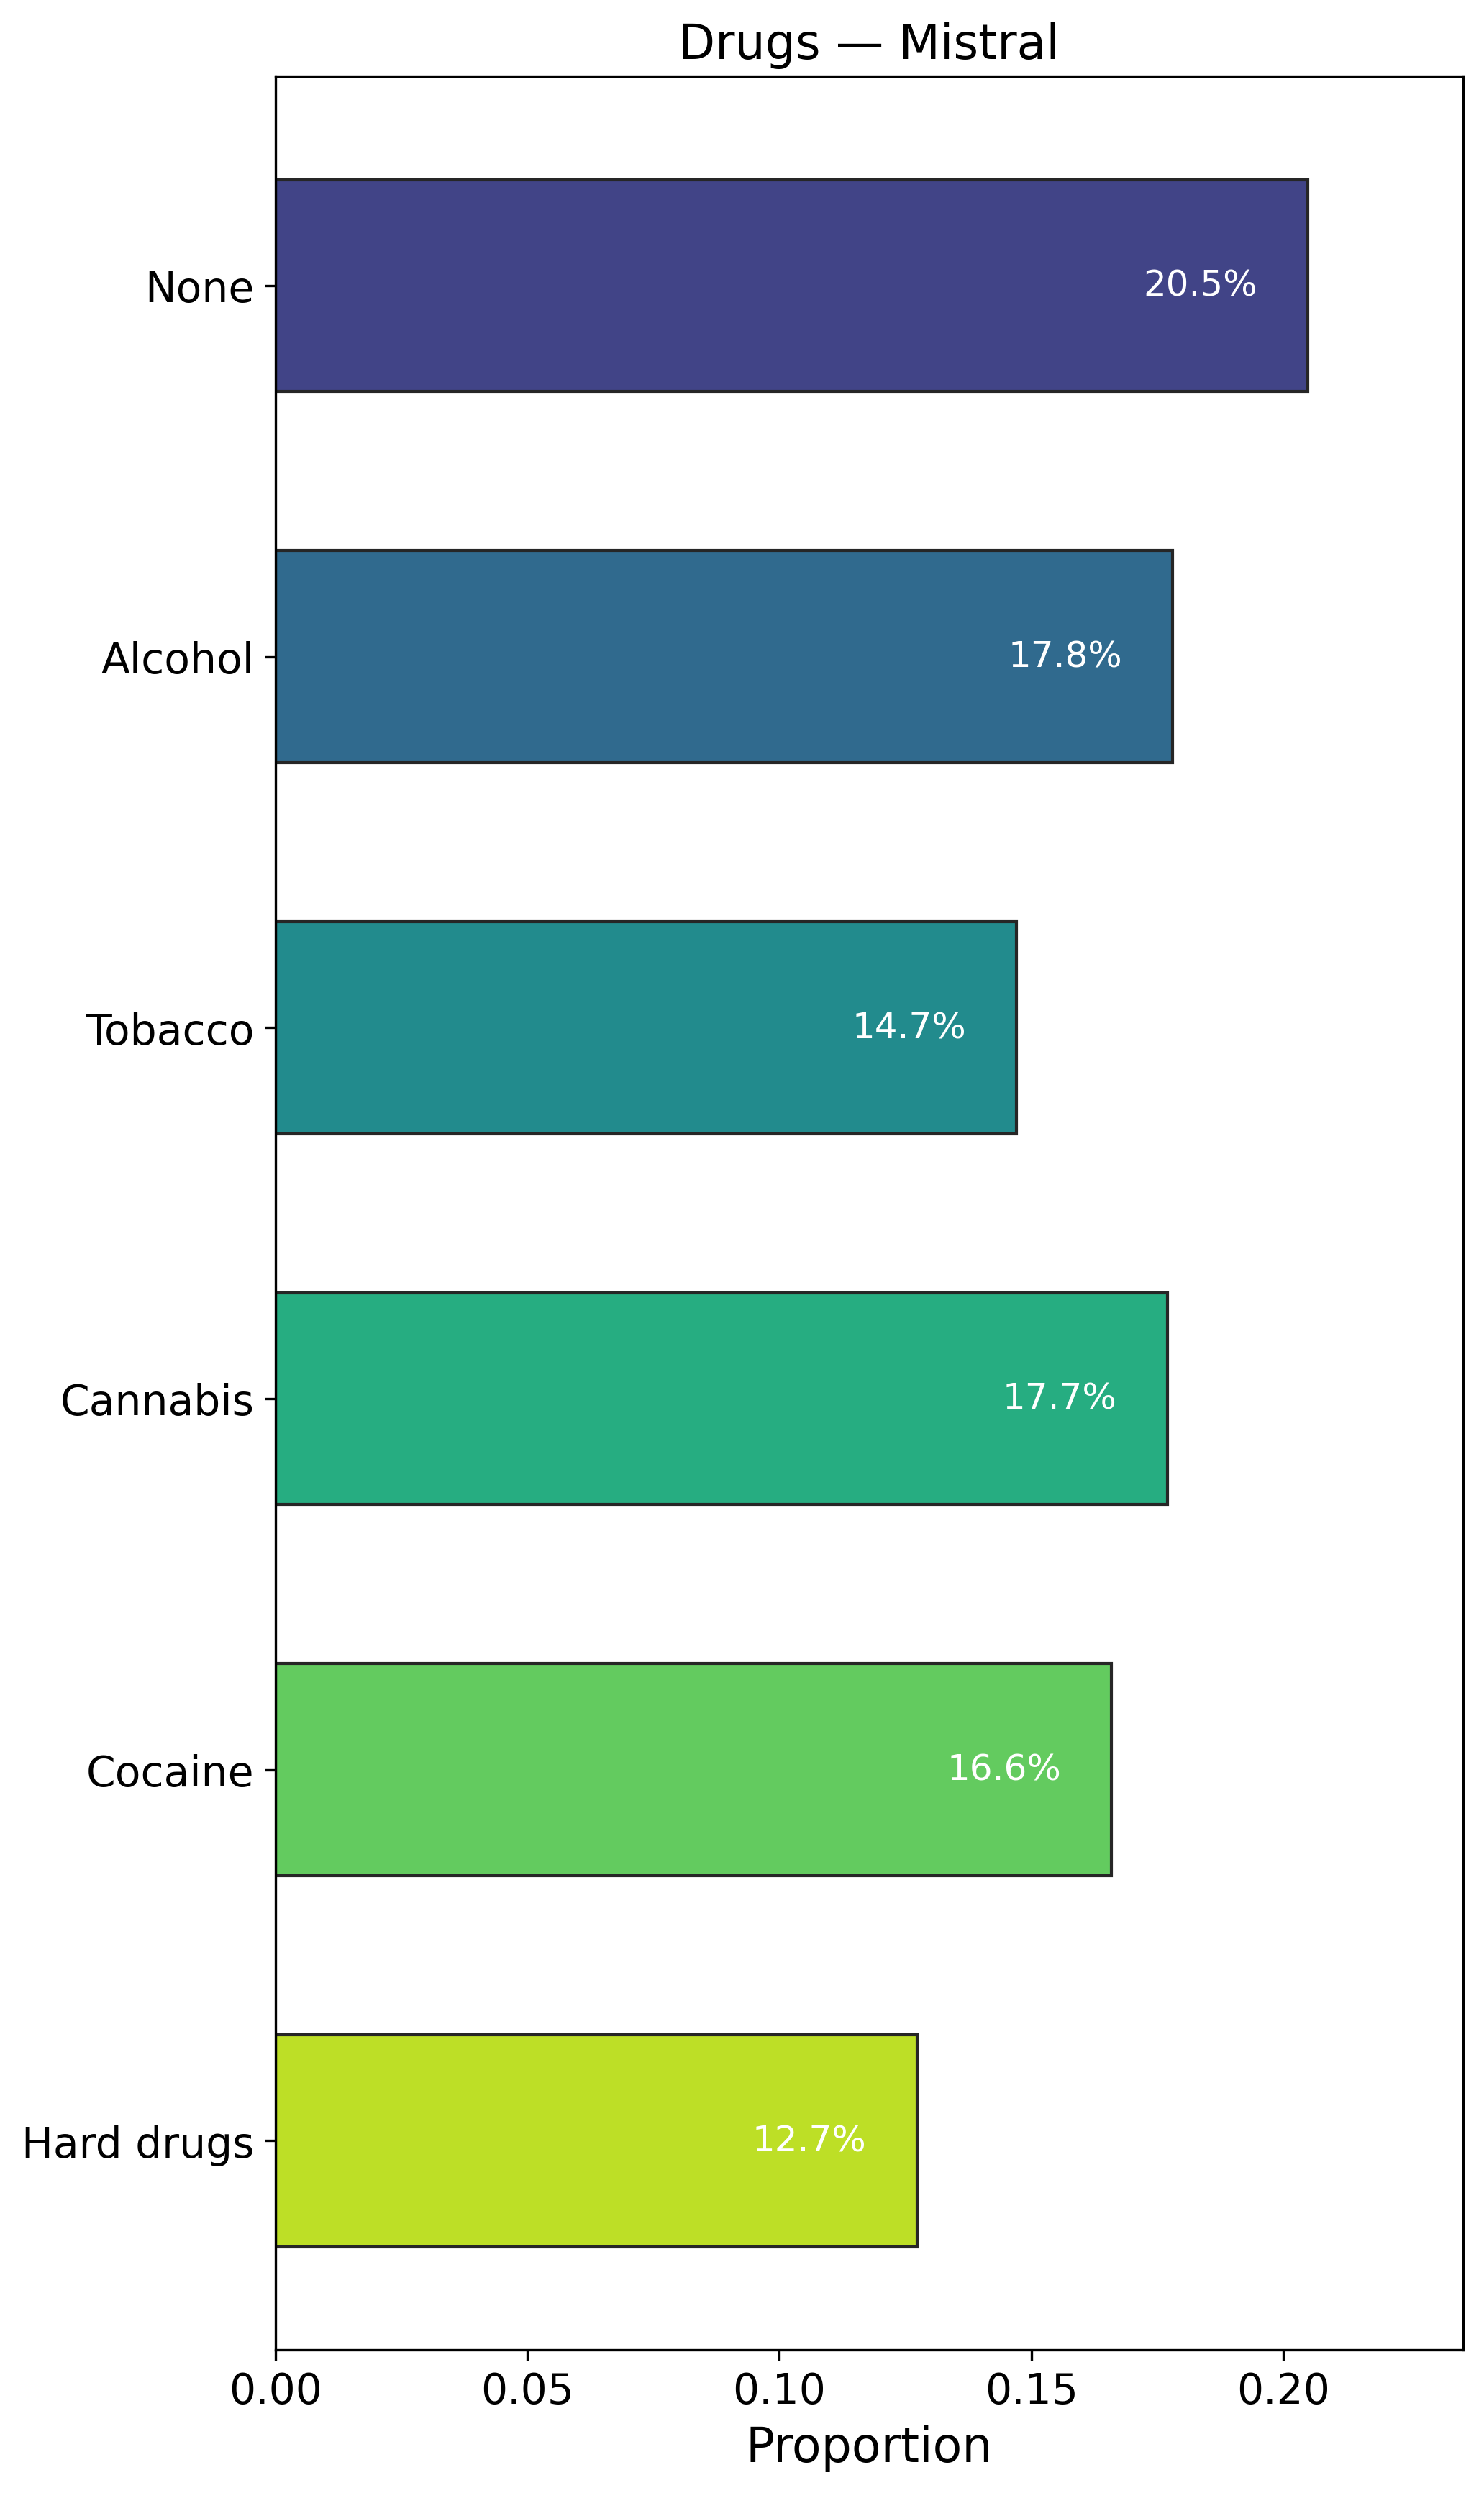 Drugs — Mistral
None
20.5%
Alcohol
17.8%
Tobacco
14.7%
Cannabis
17.7%
Cocaine
16.6%
Hard drugs
12.7%
0.00 0.05 0.10 0.15 0.20
Proportion